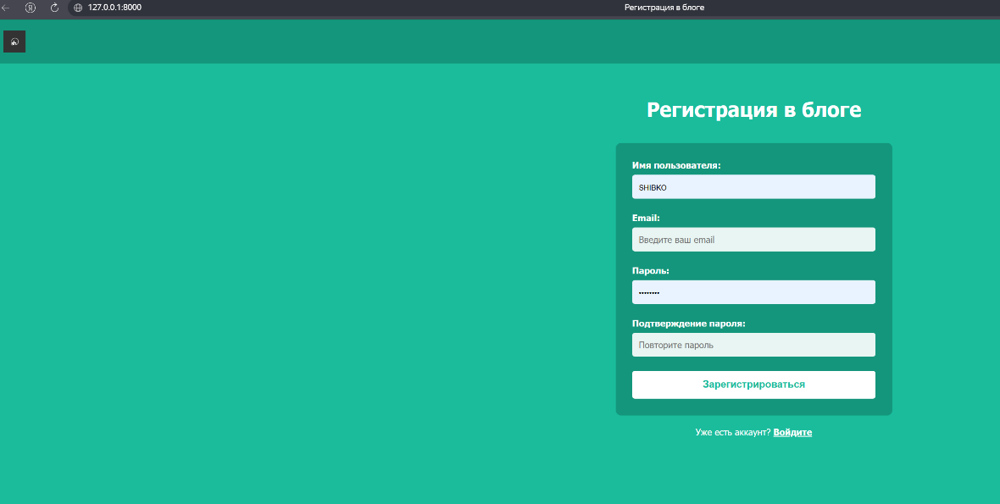 127.0.0.1:8000
Регистрация в блоге
Регистрация в блоге
Имя пользователя:
SHIBKO
Email:
Введите ваш email
Пароль:
••••••••
Подтверждение пароля:
Повторите пароль
Зарегистрироваться
Уже есть аккаунт? Войдите